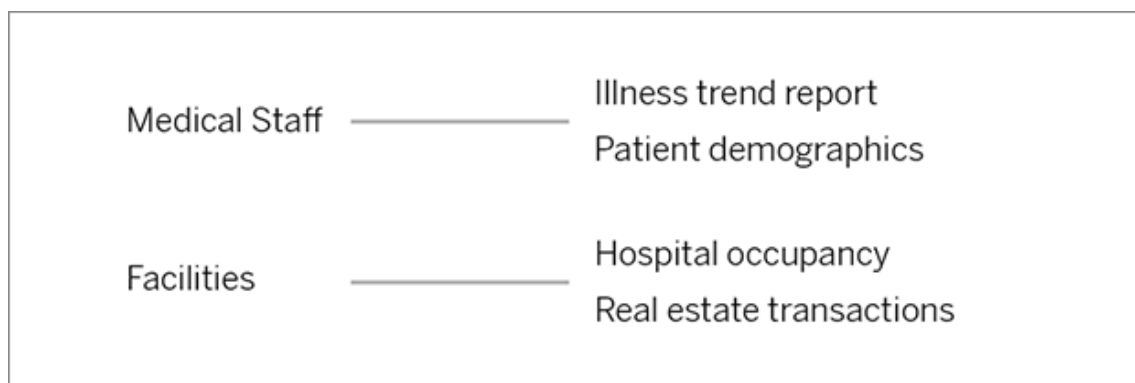 Medical Staff
Illness trend report
Patient demographics
Facilities
Hospital occupancy
Real estate transactions